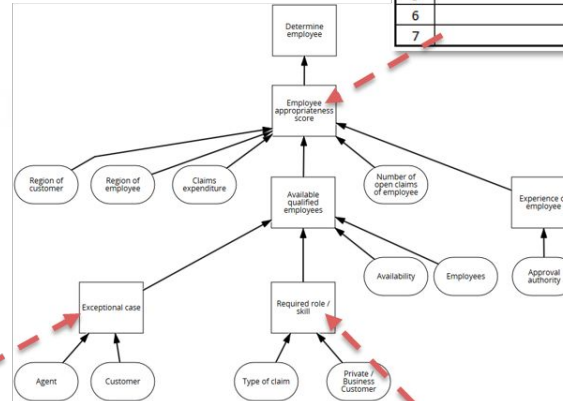 6
7
Determine
employee
Employee
appropriateness
score
Region of
customer
Region of
employee
Claims
expenditure
Number of
open claims
of employee
Available
qualified
employees
Experience
employee
Availability
Employees
Approval
authority
Exceptional case
Required role /
skill
Agent
Customer
Type of claim
Private /
Business
Customer